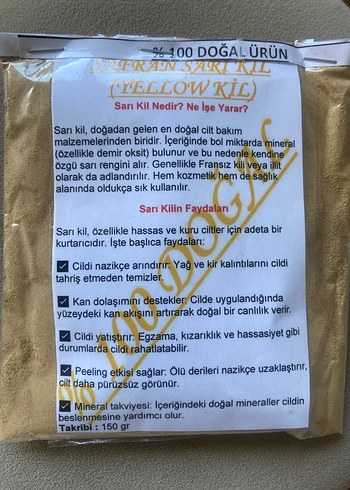 % 100 DOĞAL ÜRÜN
SAFRAN SARI KİL
(YELLOW KİL)
Sarı Kil Nedir? Ne İşe Yarar?
Sarı kil, doğadan gelen en doğal cilt bakım
malzemelerinden biridir. İçeriğinde bol miktarda mineral
(özellikle demir oksit) bulunur ve bu nedenle kendine
özgü sarı rengini alır. Genellikle Fransız kili veya illit
olarak da adlandırılır. Hem kozmetik hem de sağlık
alanında oldukça sık kullanılır.
Sarı Kilin Faydaları
Sarı kil, özellikle hassas ve kuru ciltler için adeta bir
kurtarıcıdır. İşte başlıca faydaları:
Cildi nazikçe arındırır: Yağ ve kir kalıntılarını cildi
tahriş etmeden temizler.
Kan dolaşımını destekler: Cilde uygulandığında
yüzeydeki kan akışını artırarak doğal bir canlılık verir.
Cildi yatıştırır: Egzama, kızarıklık ve hassasiyet gibi
durumlarda cildi rahatlatabilir.
Peeling etkisi sağlar: Ölü derileri nazikçe uzaklaştırır,
cilt daha pürüzsüz görünür.
Mineral takviyesi: İçeriğindeki doğal mineraller cildin
beslenmesine yardımcı olur.
Takribi : 150 gr
% 100 DOĞAL